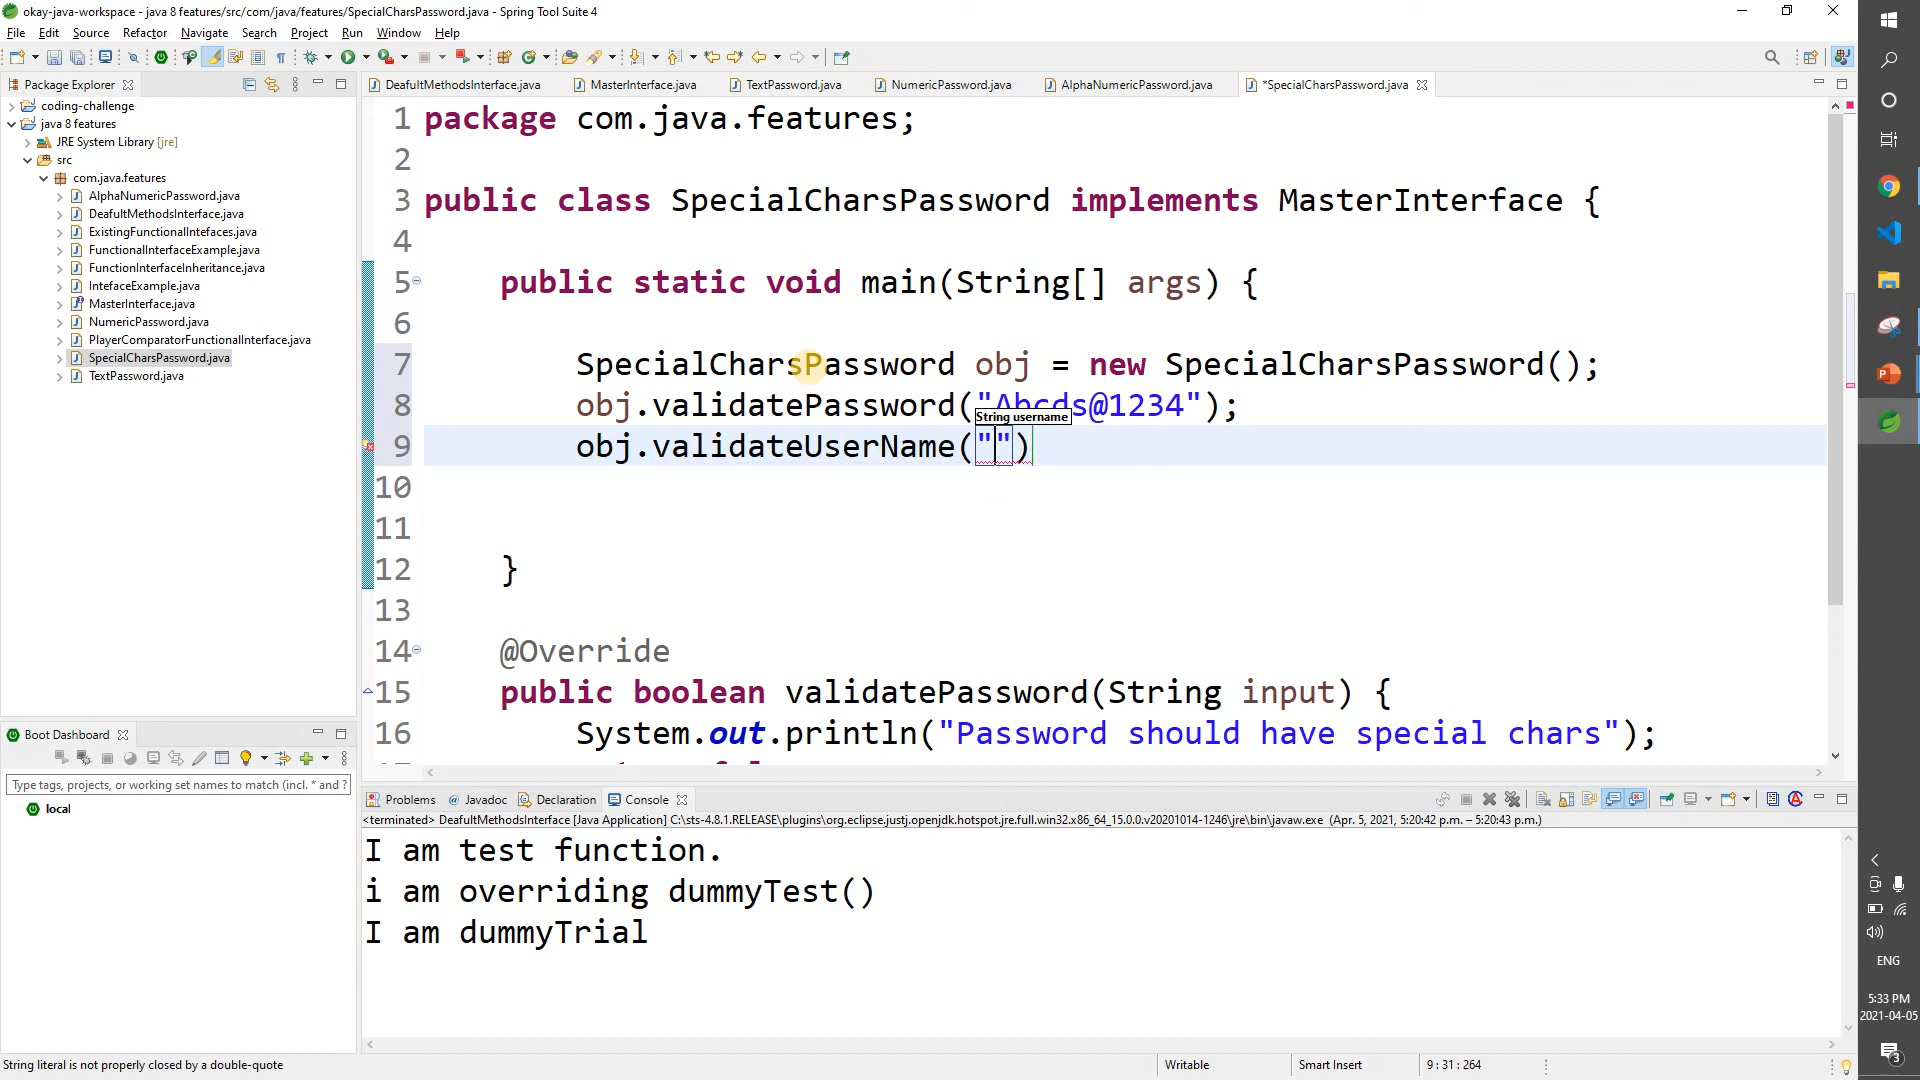 okay-java-workspace - java 8 features/src/com/java/features/SpecialCharsPassword.java - Spring Tool Suite 4
File Edit Source Refactor Navigate Search Project Run Window Help
Package Explorer
coding-challenge
java 8 features
JRE System Library [jre]
src
com.java.features
AlphaNumericPassword.java
DeafultMethodsInterface.java
ExistingFunctionalIntefaces.java
FunctionalInterfaceExample.java
FunctionInterfaceInheritance.java
IntefaceExample.java
MasterInterface.java
NumericPassword.java
PlayerComparatorFunctionalInterface.java
SpecialCharsPassword.java
TextPassword.java
Boot Dashboard
Type tags, projects, or working set names to match (incl. * and ?
local
DeafultMethodsInterface.java MasterInterface.java TextPassword.java NumericPassword.java AlphaNumericPassword.java *SpecialCharsPassword.java
1 package com.java.features;
2
3 public class SpecialCharsPassword implements MasterInterface {
4
5 public static void main(String[] args) {
6
7 SpecialCharsPassword obj = new SpecialCharsPassword();
8 obj.validatePassword("Abcds@1234");
String username
9 obj.validateUserName("")
10
11
12 }
13
14 @Override
15 public boolean validatePassword(String input) {
16 System.out.println("Password should have special chars");
Problems Javadoc Declaration Console
<terminated> DeafultMethodsInterface [Java Application] C:\sts-4.8.1.RELEASE\plugins\org.eclipse.justj.openjdk.hotspot.jre.full.win32.x86_64_15.0.0.v20201014-1246\jre\bin\javaw.exe (Apr. 5, 2021, 5:20:42 p.m. – 5:20:43 p.m.)
I am test function.
i am overriding dummyTest()
I am dummyTrial
String literal is not properly closed by a double-quote
Writable
Smart Insert
9 : 31 : 264
ENG
5:33 PM
2021-04-05
3